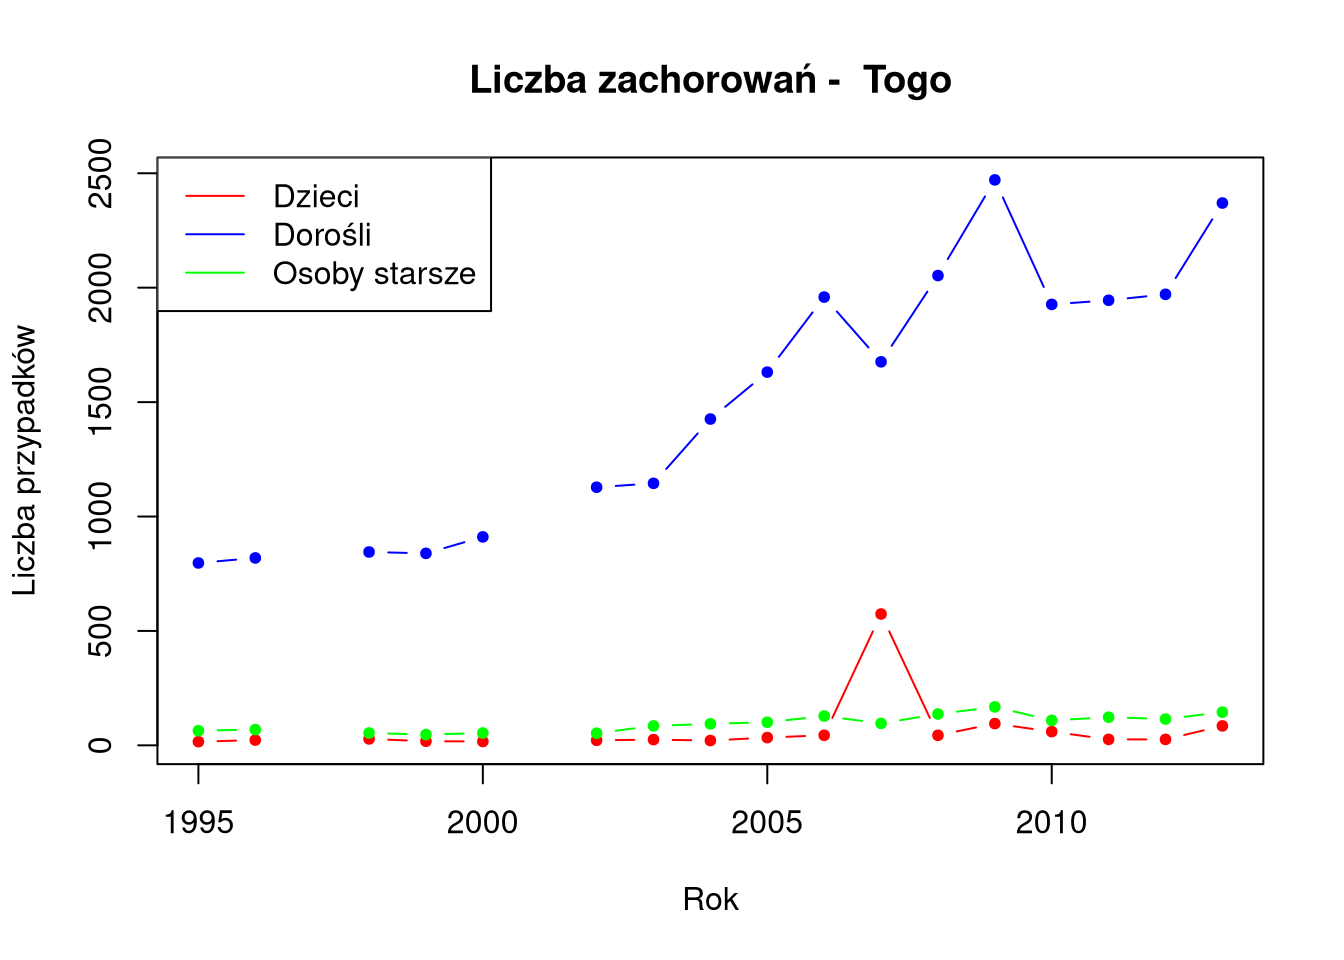 Liczba zachorowań -  Togo
Dzieci
Dorośli
Osoby starsze
Liczba przypadków
2500
2000
1500
1000
500
0
1995 2000 2005 2010
Rok